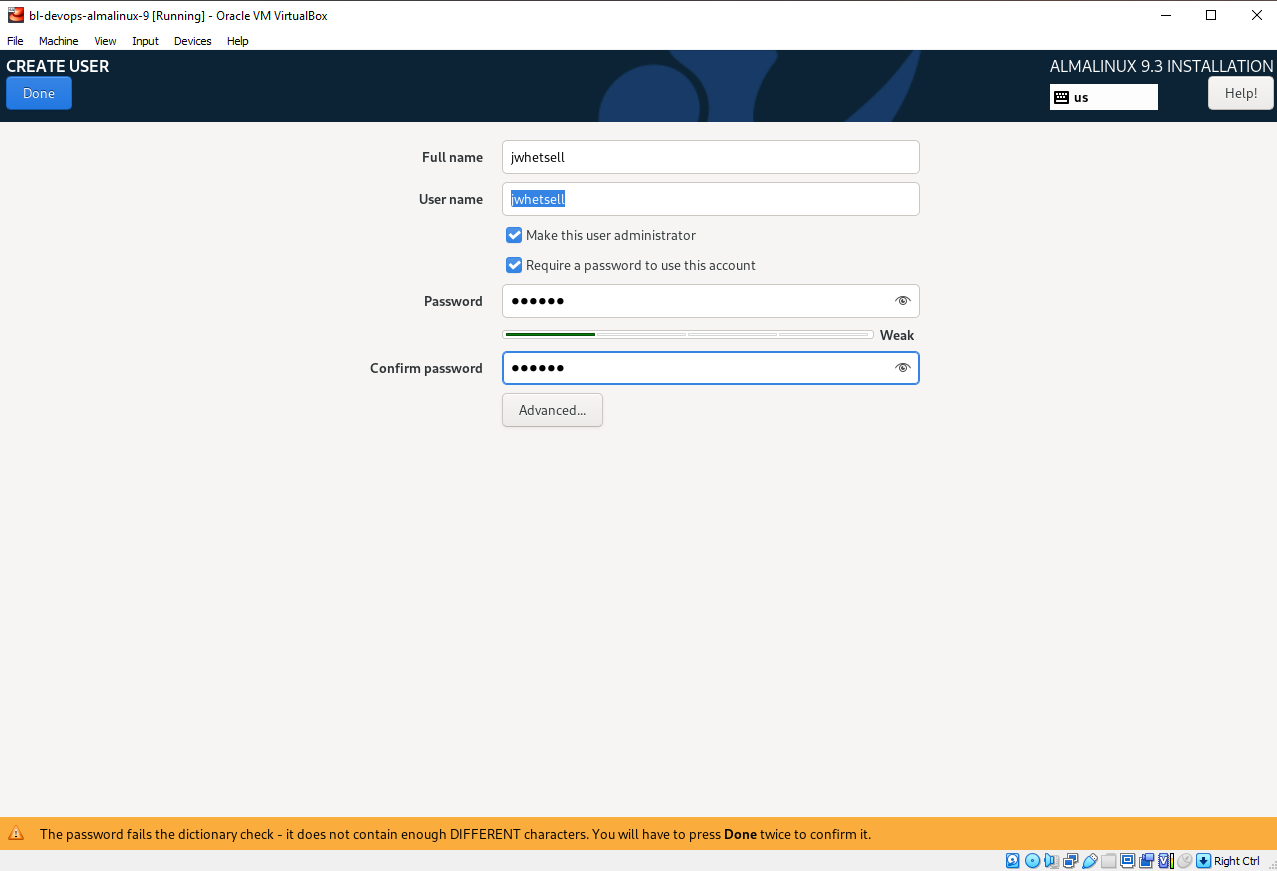 bl-devops-almalinux-9 [Running] - Oracle VM VirtualBox
File Machine View Input Devices Help
CREATE USER
ALMALINUX 9.3 INSTALLATION
Done
us
Help!
Full name
jwhetsell
User name
jwhetsell
Make this user administrator
Require a password to use this account
Password
●●●●●●
Weak
Confirm password
●●●●●●
Advanced...
The password fails the dictionary check - it does not contain enough DIFFERENT characters. You will have to press Done twice to confirm it.
Right Ctrl